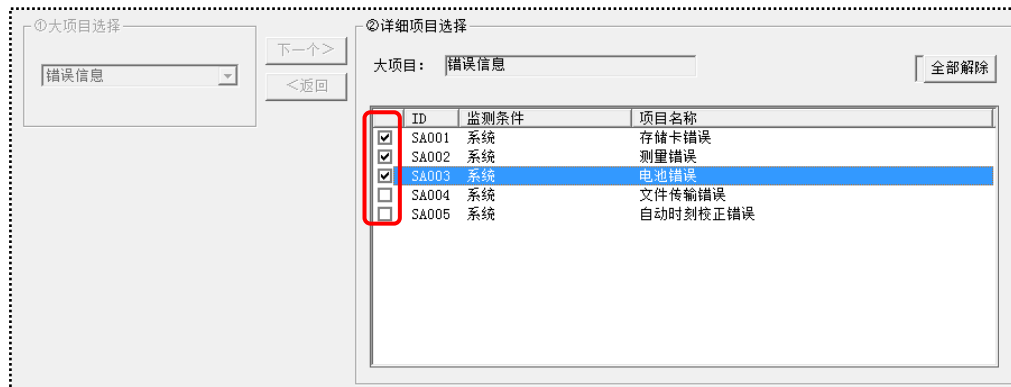 ①大项目选择
错误信息
下一个＞
＜返回
②详细项目选择
大项目： 错误信息
全部解除
ID 监测条件 项目名称
SA001 系统 存储卡错误
SA002 系统 测量错误
SA003 系统 电池错误
SA004 系统 文件传输错误
SA005 系统 自动时刻校正错误